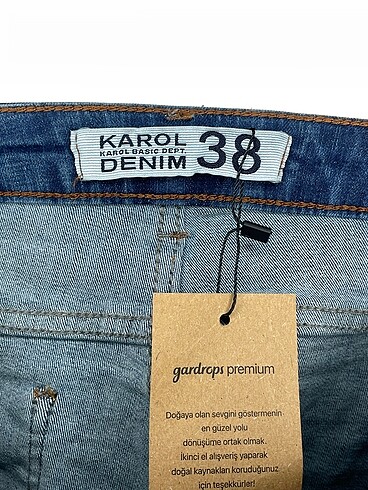 KAROL
KAROL BASIC DEPT
DENIM
38
gardrops premium
Doğaya olan sevgini göstermenin
en güzel yolu
dönüşüme ortak olmak.
İkinci el alışveriş yaparak
doğal kaynakları koruduğunuz
için teşekkürler!